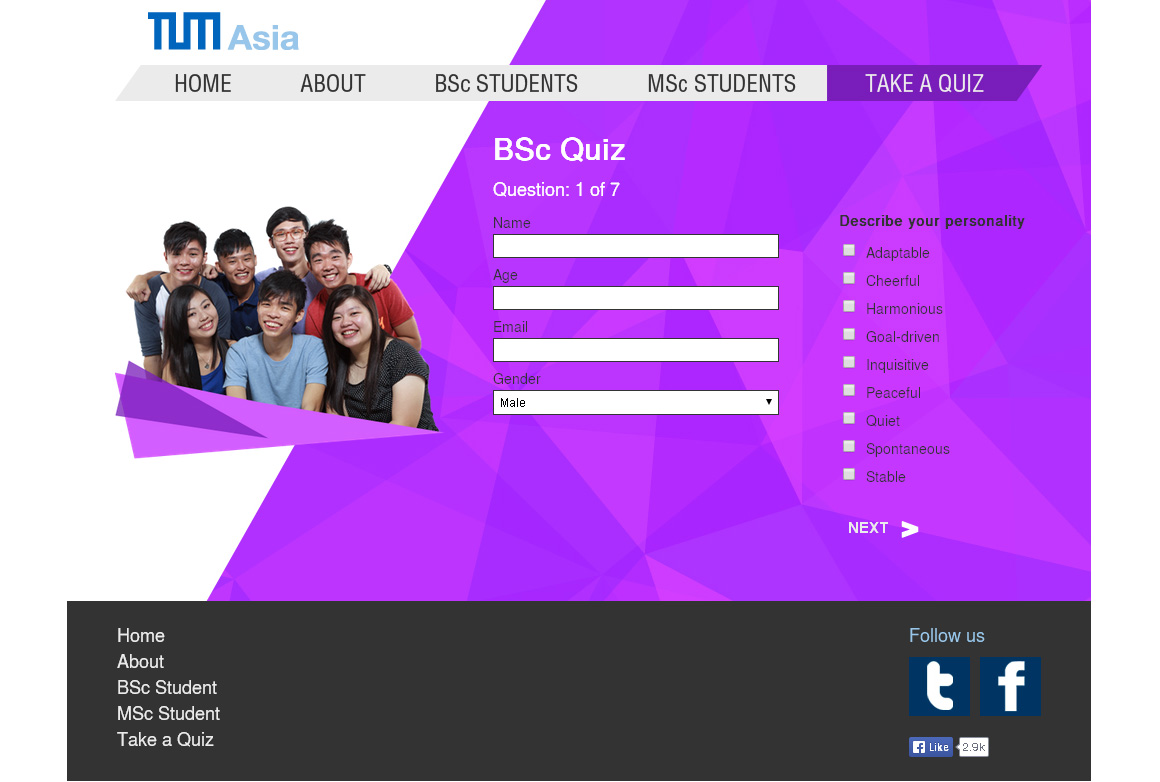 TUM Asia
HOME
ABOUT
BSc STUDENTS
MSc STUDENTS
TAKE A QUIZ
BSc Quiz
Question: 1 of 7
Name
Age
Email
Gender
Male
Describe your personality
Adaptable
Cheerful
Harmonious
Goal-driven
Inquisitive
Peaceful
Quiet
Spontaneous
Stable
NEXT >
Home
About
BSc Student
MSc Student
Take a Quiz
Follow us
t f
f Like 2.9k